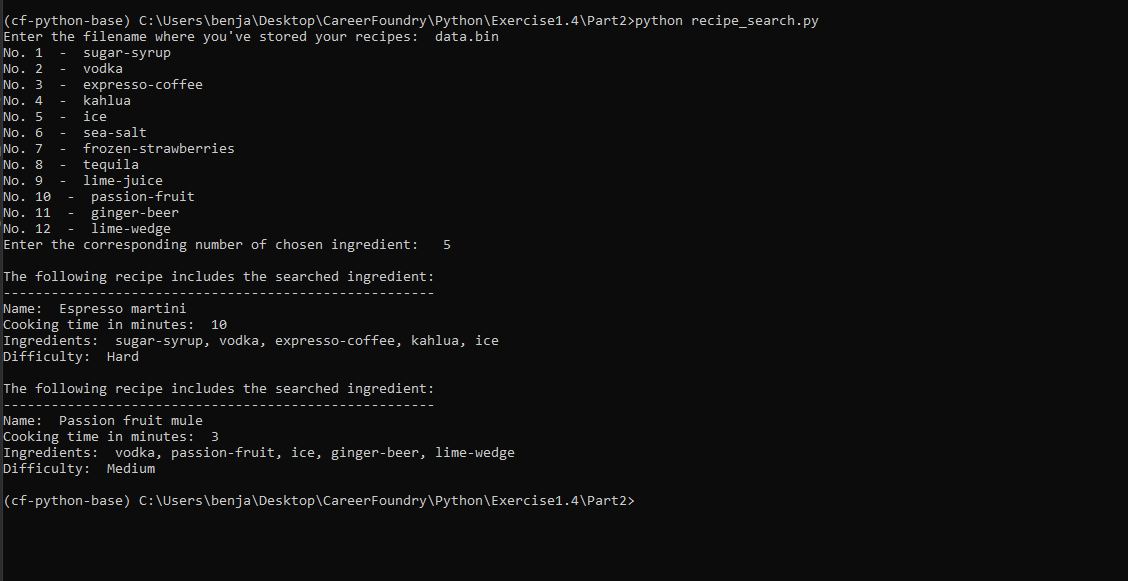 (cf-python-base) C:\Users\benja\Desktop\CareerFoundry\Python\Exercise1.4\Part2>python recipe_search.py
Enter the filename where you've stored your recipes:  data.bin
No. 1  -  sugar-syrup
No. 2  -  vodka
No. 3  -  expresso-coffee
No. 4  -  kahlua
No. 5  -  ice
No. 6  -  sea-salt
No. 7  -  frozen-strawberries
No. 8  -  tequila
No. 9  -  lime-juice
No. 10  -  passion-fruit
No. 11  -  ginger-beer
No. 12  -  lime-wedge
Enter the corresponding number of chosen ingredient:   5
The following recipe includes the searched ingredient:
------------------------------------------------------
Name:  Espresso martini
Cooking time in minutes:  10
Ingredients:  sugar-syrup, vodka, expresso-coffee, kahlua, ice
Difficulty:  Hard
The following recipe includes the searched ingredient:
------------------------------------------------------
Name:  Passion fruit mule
Cooking time in minutes:  3
Ingredients:  vodka, passion-fruit, ice, ginger-beer, lime-wedge
Difficulty:  Medium
(cf-python-base) C:\Users\benja\Desktop\CareerFoundry\Python\Exercise1.4\Part2>